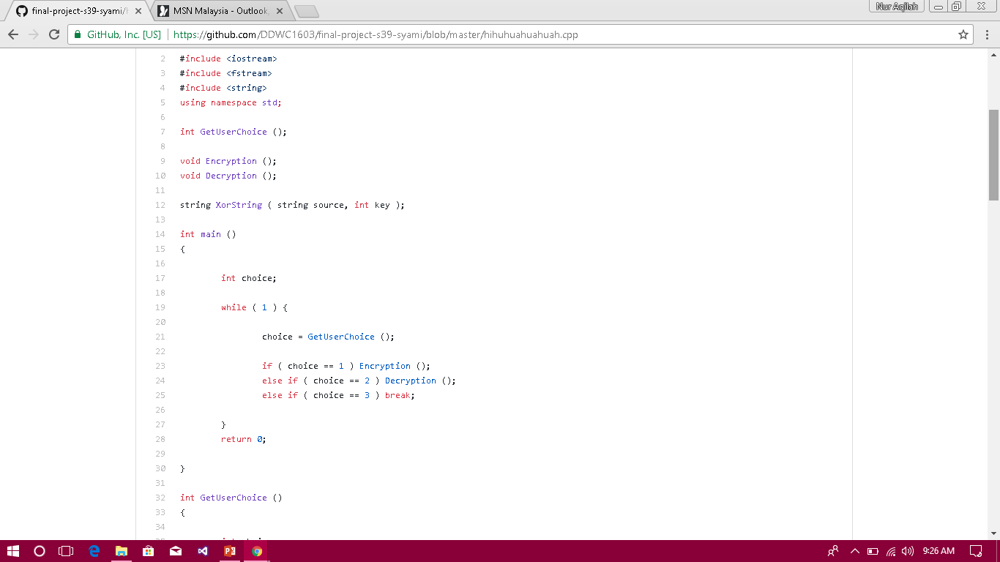 final-project-s39-syami/h
MSN Malaysia - Outlook,
Nur Aqilah
GitHub, Inc. [US]
https://github.com/DDWC1603/final-project-s39-syami/blob/master/hihuhuahuahuah.cpp
2 #include <iostream>
3 #include <fstream>
4 #include <string>
5 using namespace std;
6
7 int GetUserChoice ();
8
9 void Encryption ();
10 void Decryption ();
11
12 string XorString ( string source, int key );
13
14 int main ()
15 {
16
17 int choice;
18
19 while ( 1 ) {
20
21 choice = GetUserChoice ();
22
23 if ( choice == 1 ) Encryption ();
24 else if ( choice == 2 ) Decryption ();
25 else if ( choice == 3 ) break;
26
27 }
28 return 0;
29
30 }
31
32 int GetUserChoice ()
33 {
34
9:26 AM